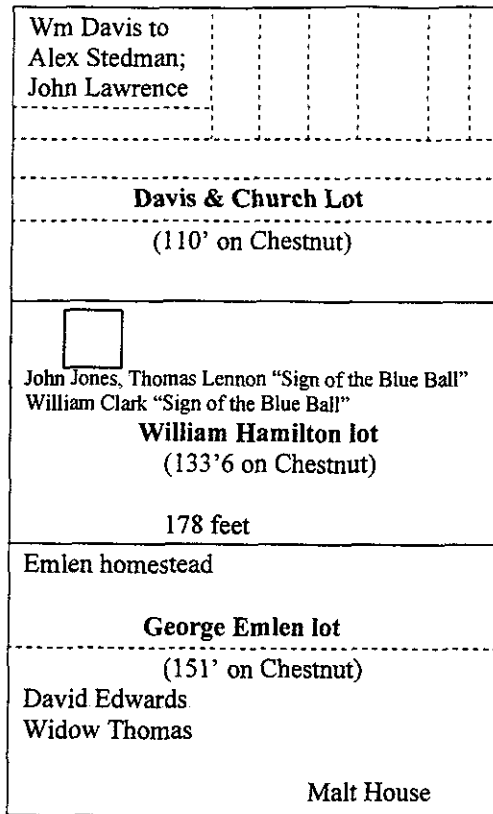 Wm Davis to
Alex Stedman;
John Lawrence
Davis & Church Lot
(110’ on Chestnut)
John Jones, Thomas Lennon “Sign of the Blue Ball”
William Clark “Sign of the Blue Ball”
William Hamilton lot
(133’6 on Chestnut)
178 feet
Emlen homestead
George Emlen lot
(151’ on Chestnut)
David Edwards
Widow Thomas
Malt House